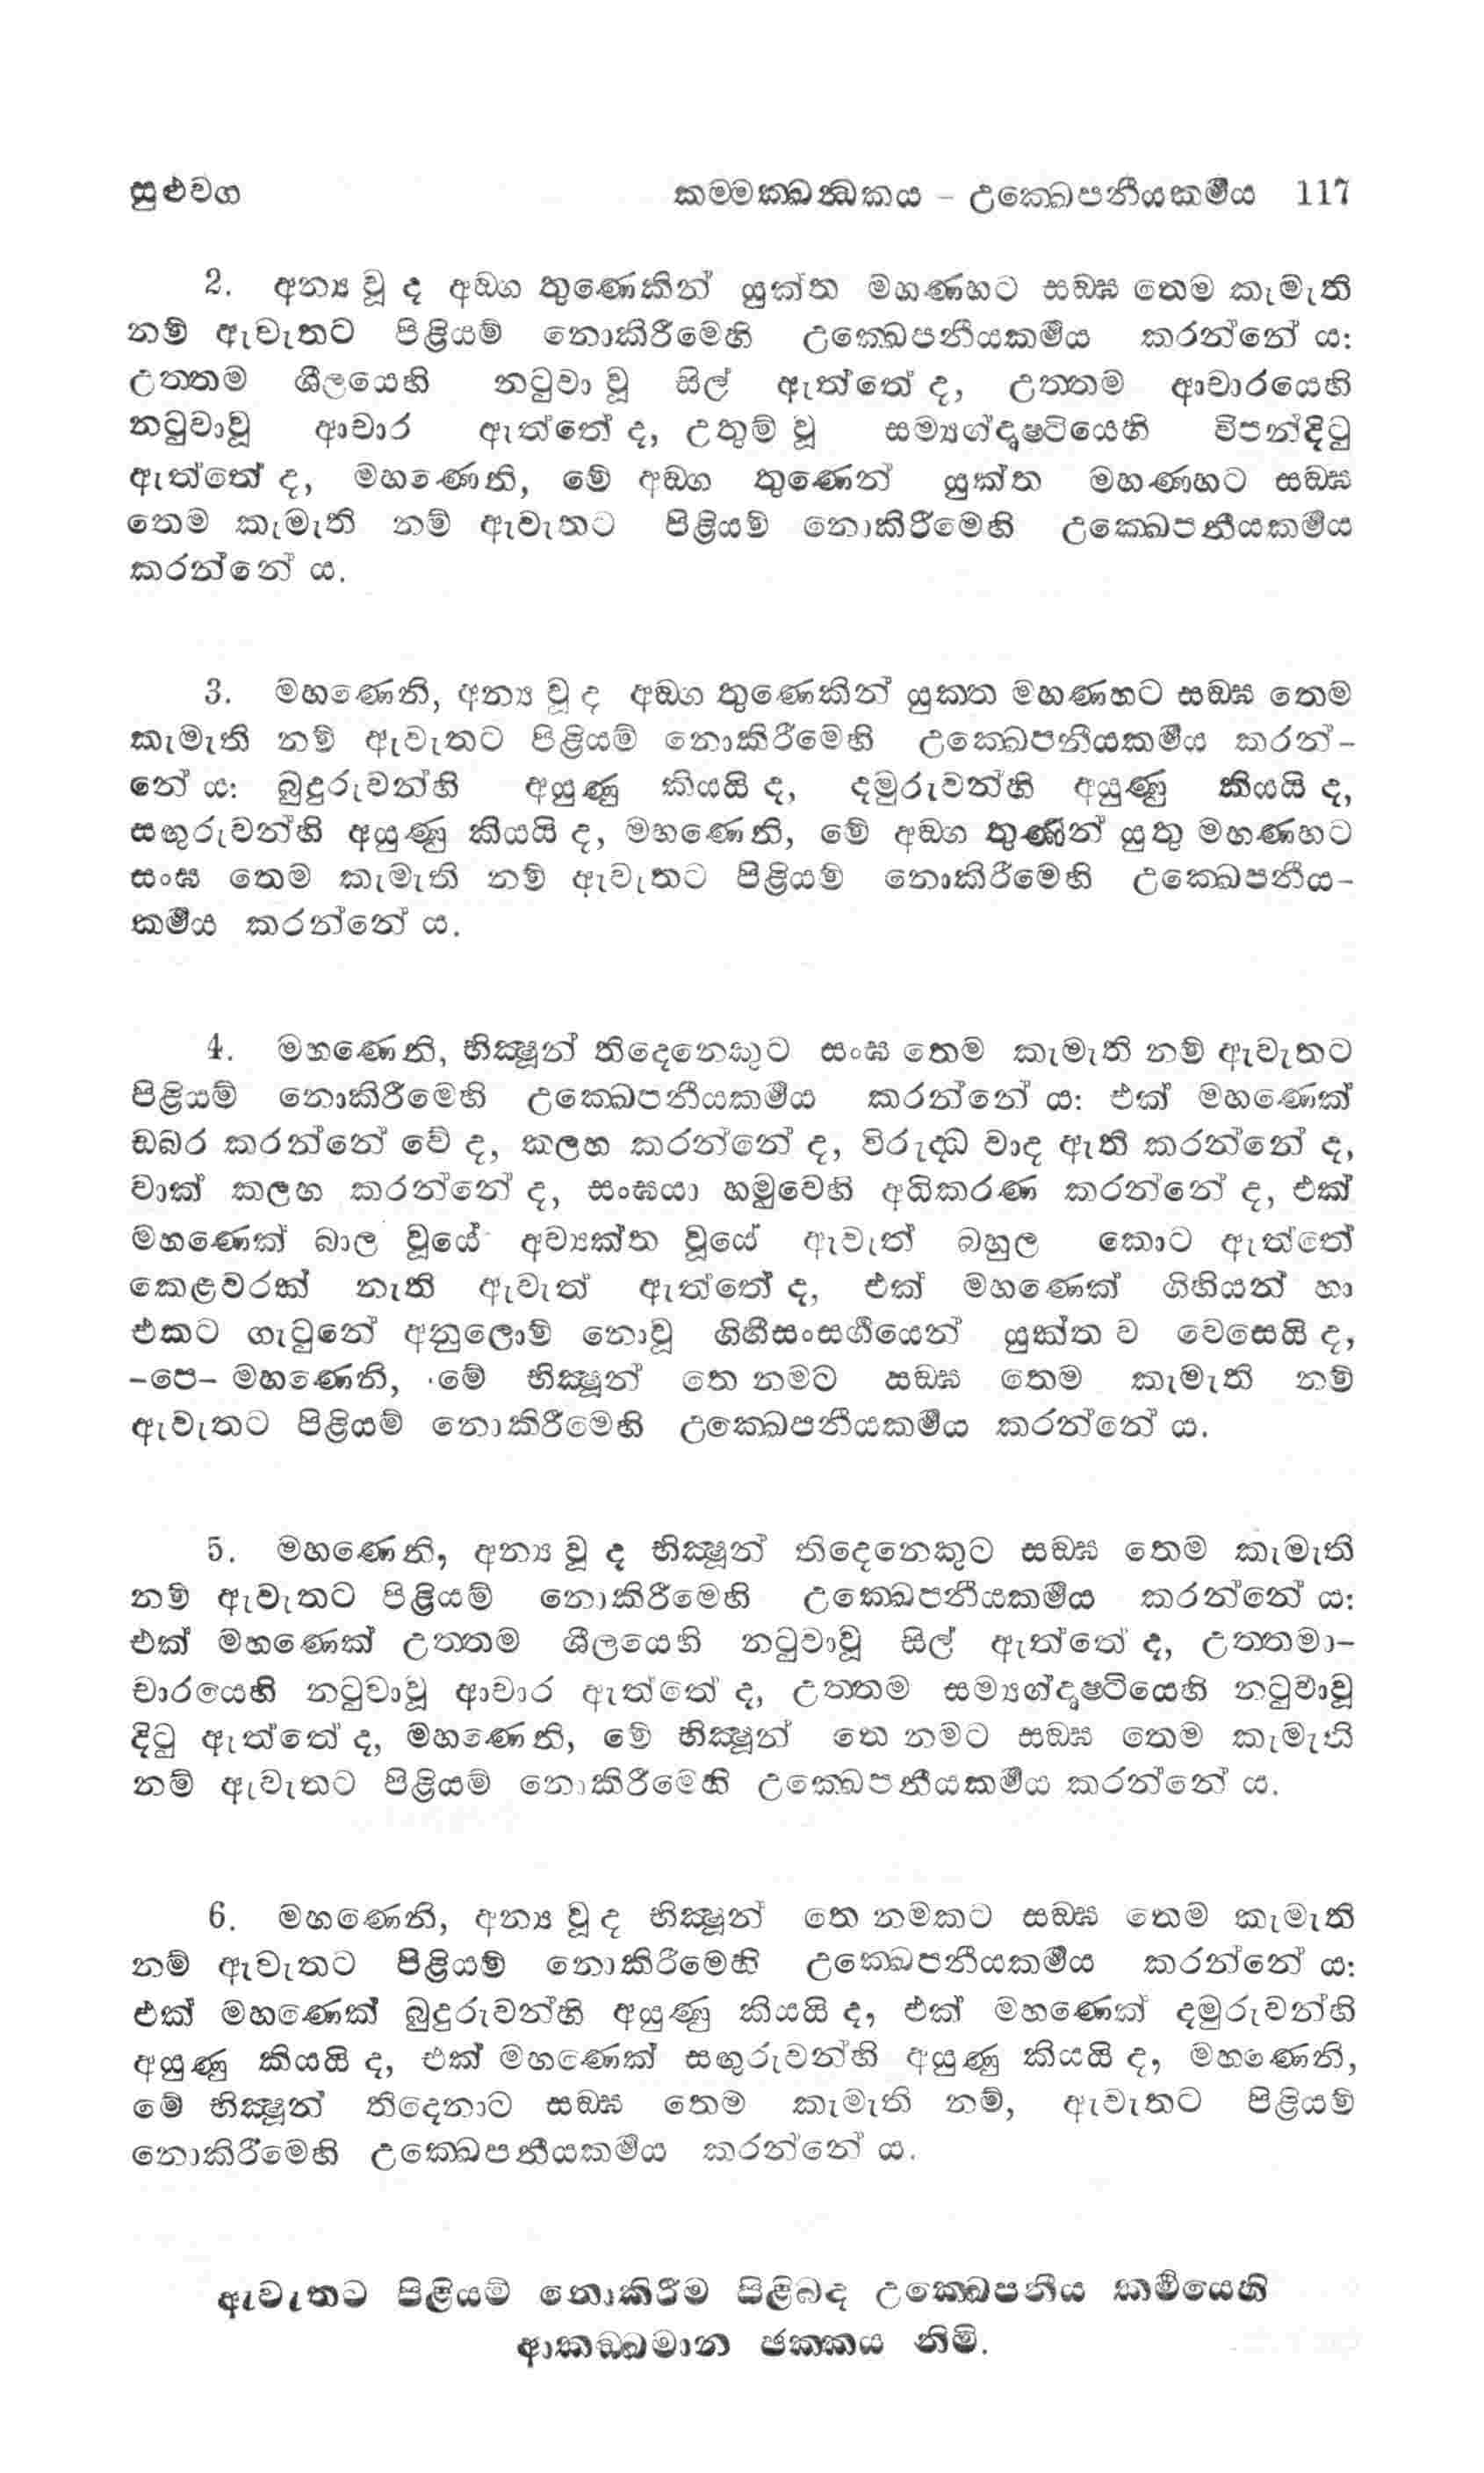 සුළුවග	කම්මක්ඛන්ධකය – උක්ඛෙපනීයකර්‍මය 117
2. අන්‍ය වූ ද අඞ්ග තුණෙකින් යුක්ත මහණහට සඞ්ඝ තෙම කැමැති
නම් ඇවැතට පිළියම් නොකිරීමෙහි උක්ඛෙපනීයකර්‍මය කරන්නේ ය:
උත්තම ශීලයෙහි නටුවා වූ සිල් ඇත්තේ ද, උත්තම ආචාරයෙහි
නටුවාවූ ආචාර ඇත්තේ ද, උතුම් වූ සම්‍යග්දෘෂ්ටියෙහි විපන්දිටු
ඇත්තේ ද, මහණෙනි, මේ අඞ්ග තුණෙන් යුක්ත මහණහට සඞ්ඝ
තෙම කැමැති නම් ඇවැතට පිළියම් නොකිරීමෙහි උක්ඛෙපනීයකර්‍මය
කරන්නේ ය.
3. මහණෙනි, අන්‍ය වූ ද අඞ්ග තුණෙකින් යුක්ත මහණහට සඞ්ඝ තෙම
කැමැති නම් ඇවැතට පිළියම් නොකිරීමෙහි උක්ඛෙපනීයකර්‍මය කරන්-
නේ ය: බුදුරුවන්හි අයුණු කියයි ද, දමුරුවන්හි අයුණු කියයි ද,
සඟුරුවන්හි අයුණු කියයි ද, මහණෙනි, මේ අඞ්ග තුණින් යුතු මහණහට
සංඝ තෙම කැමැති නම් ඇවැතට පිළියම් නොකිරීමෙහි උක්ඛෙපනීය-
කර්‍මය කරන්නේ ය.
4. මහණෙනි, භික්‍ෂූන් තිදෙනෙකුට සංඝ තෙම කැමැති නම් ඇවැතට
පිළියම් නොකිරීමෙහි උක්ඛෙපනීයකර්‍මය කරන්නේ ය: එක් මහණෙක්
ඩබර කරන්නේ වේ ද, කලහ කරන්නේ ද, විරුද්ධ වාද ඇති කරන්නේ ද,
වාක් කලහ කරන්නේ ද, සංඝයා හමුවෙහි අධිකරණ කරන්නේ ද, එක්
මහණෙක් බාල වූයේ අව්‍යක්ත වූයේ ඇවැත් බහුල කොට ඇත්තේ
කෙළවරක් නැති ඇවැත් ඇත්තේ ද, එක් මහණෙක් ගිහියන් හා
එකට ගැටුනේ අනුලොම් නොවූ ගිහිසංසර්‍ගයෙන් යුක්ත ව වෙසෙයි ද,
–පෙ– මහණෙනි, මේ භික්‍ෂූන් තෙ නමට සඞ්ඝ තෙම කැමැති නම්
ඇවැතට පිළියම් නොකිරීමෙහි උක්ඛෙපනීයකර්‍මය කරන්නේ ය.
5. මහණෙනි, අන්‍ය වූ ද භික්‍ෂූන් තිදෙනෙකුට සඞ්ඝ තෙම කැමැති
නම් ඇවැතට පිළියම් නොකිරීමෙහි උක්ඛෙපනීයකර්‍මය කරන්නේ ය:
එක් මහණෙක් උත්තම ශීලයෙහි නටුවාවූ සිල් ඇත්තේ ද, උත්තමා-
චාරයෙහි නටුවාවූ ආචාර ඇත්තේ ද, උත්තම සම්‍යග්දෘෂ්ටියෙහි නටුවාවූ
දිටු ඇත්තේ ද, මහණෙනි, මේ භික්‍ෂූන් තෙ නමට සඞ්ඝ තෙම කැමැති
නම් ඇවැතට පිළියම් නොකිරීමෙහි උක්ඛෙපනීයකර්‍මය කරන්නේ ය.
6. මහණෙනි, අන්‍ය වූ ද භික්‍ෂූන් තෙ නමකට සඞ්ඝ තෙම කැමැති
නම් ඇවැතට පිළියම් නොකිරීමෙහි උක්ඛෙපනීයකර්‍මය කරන්නේ ය:
එක් මහණෙක් බුදුරුවන්හි අයුණු කියයි ද, එක් මහණෙක් දමුරුවන්හි
අයුණු කියයි ද, එක් මහණෙක් සඟුරුවන්හි අයුණු කියයි ද, මහණෙනි,
මේ භික්‍ෂූන් තිදෙනාට සඞ්ඝ තෙම කැමැති නම්, ඇවැතට පිළියම්
නොකිරීමෙහි උක්ඛෙපනීයකර්‍මය කරන්නේ ය.
ඇවැතට පිළියම් නොකිරීම පිළිබඳ උක්ඛෙපනීය කර්‍මයෙහි
ආකඞ්ඛමාන ඡක්කය නිමි.